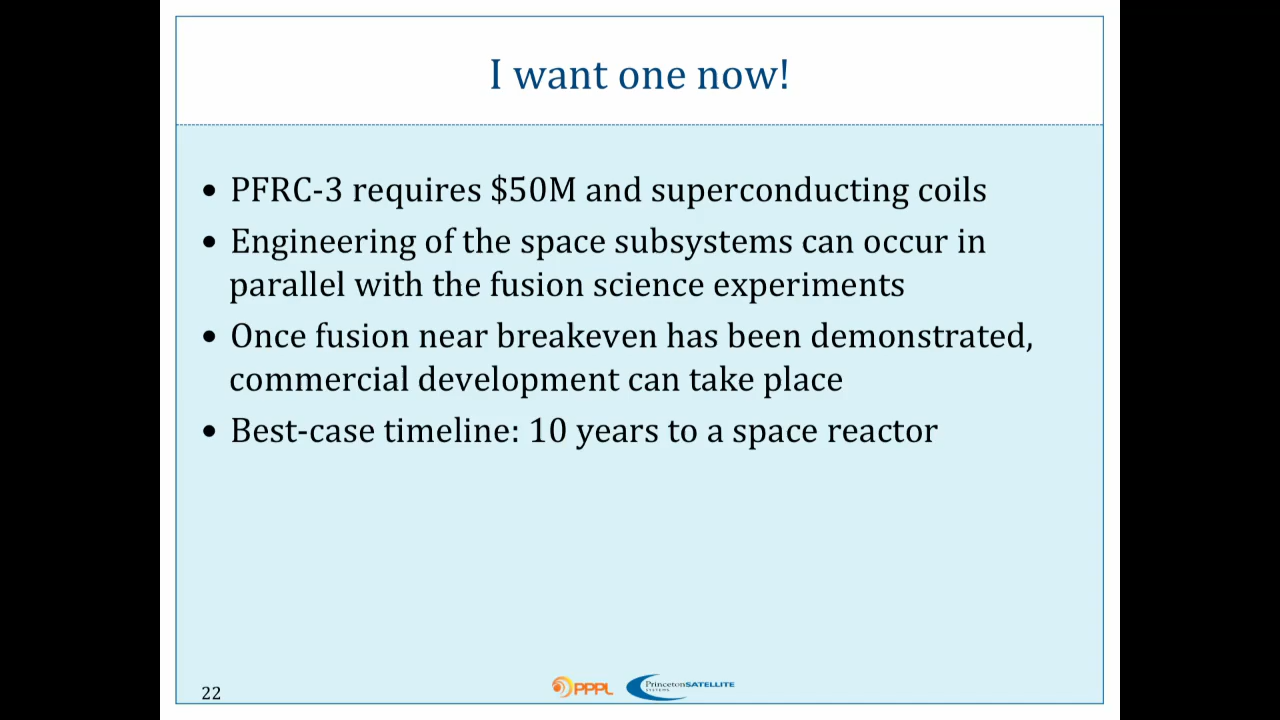 I want one now!
• PFRC-3 requires $50M and superconducting coils
• Engineering of the space subsystems can occur in
parallel with the fusion science experiments
• Once fusion near breakeven has been demonstrated,
commercial development can take place
• Best-case timeline: 10 years to a space reactor
22
PPPL
PrincetonSATELLITE
SYSTEMS